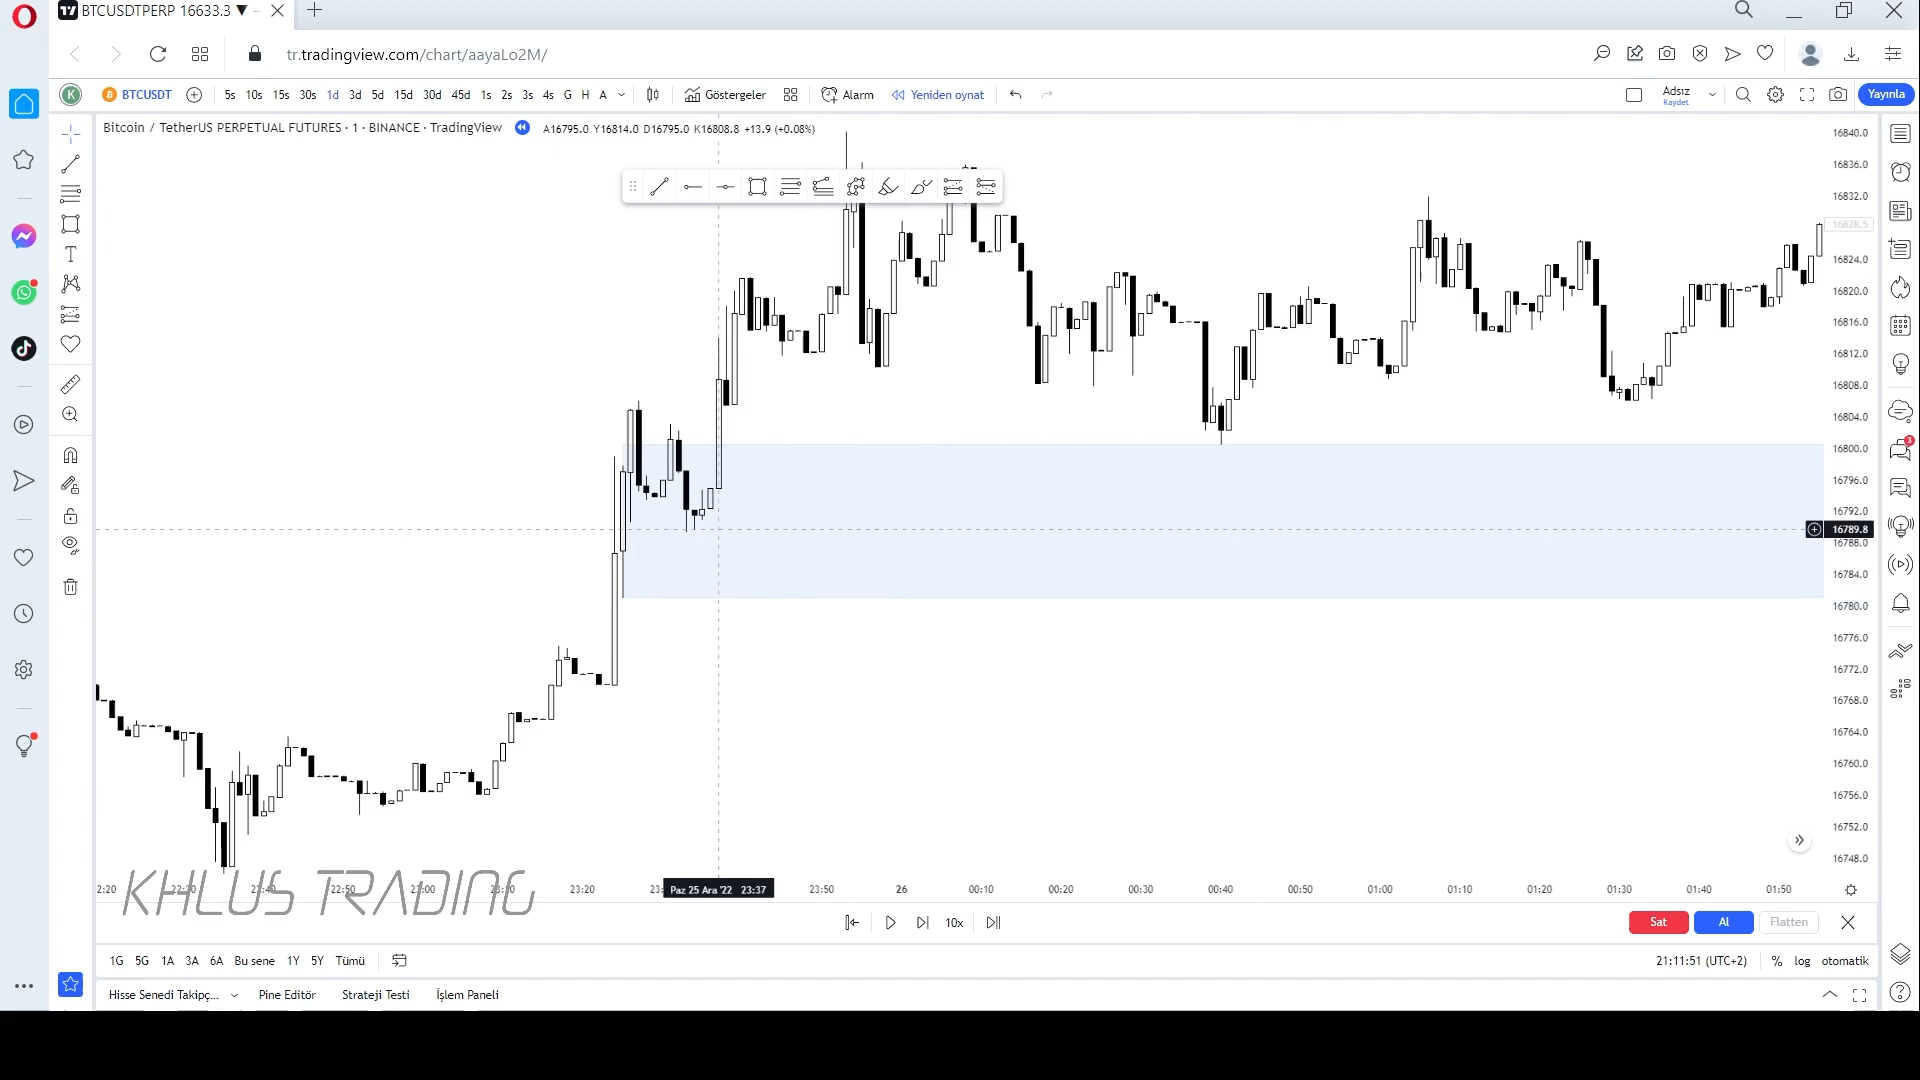 BTCUSDTPERP 16633.3 ▼ –
tr.tradingview.com/chart/aayaLo2M/
K BTCUSDT 5s 10s 15s 30s 1d 3d 5d 15d 30d 45d 1s 2s 3s 4s G H A Göstergeler Alarm Yeniden oynat Adsız Kaydet Yayınla
Bitcoin / TetherUS PERPETUAL FUTURES · 1 · BINANCE · TradingView A16795.0 Y16814.0 D16795.0 K16808.8 +13.9 (+0.08%)
16840.0
16836.0
16832.0
16828.5
16824.0
16820.0
16816.0
16812.0
16808.0
16804.0
16800.0
3
16796.0
16792.0
16789.8
16788.0
16784.0
16780.0
16776.0
16772.0
16768.0
16764.0
16760.0
16756.0
16752.0
16748.0
KHLUS TRADING
22:50 23:20 Paz 25 Ara '22 23:37 23:50 26 00:10 00:20 00:30 00:40 00:50 01:00 01:10 01:20 01:30 01:40 01:50
10x Sat Al Flatten
1G 5G 1A 3A 6A Bu sene 1Y 5Y Tümü 21:11:51 (UTC+2) % log otomatik
Hisse Senedi Takipç... Pine Editör Strateji Testi İşlem Paneli